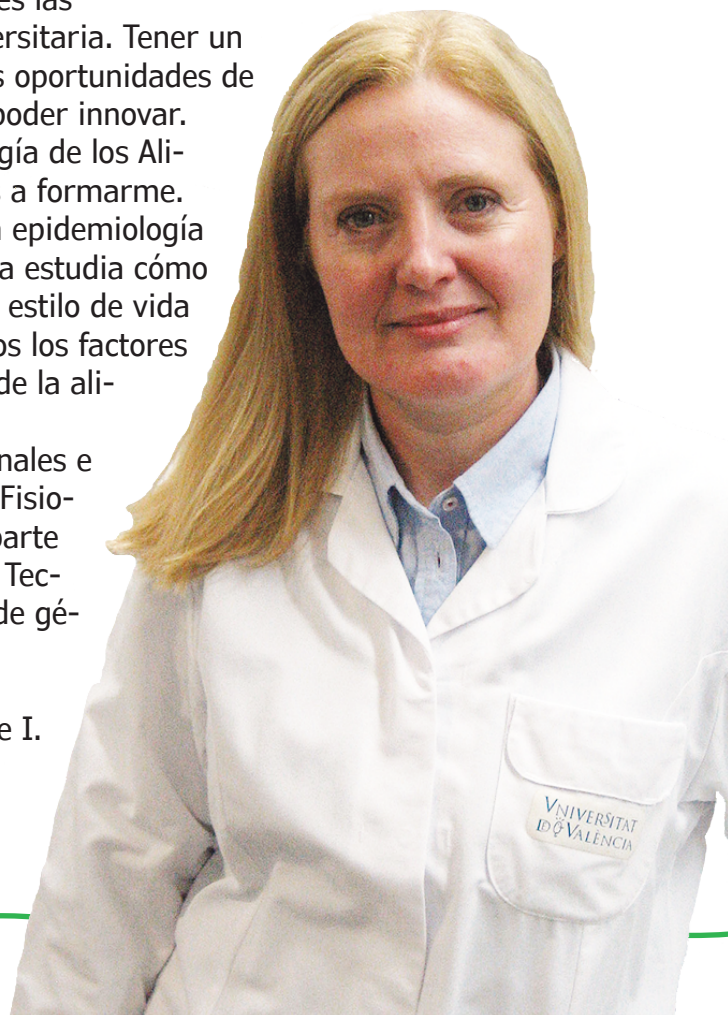 es las
ersitaria. Tener un
s oportunidades de
poder innovar.
gía de los Ali-
a formarme.
epidemiología
a estudia cómo
estilo de vida
os los factores
de la ali-
nales e
Fisio-
parte
Tec-
de gé-
e I.
VNIVERSITAT
ID Q VALÈNCIA